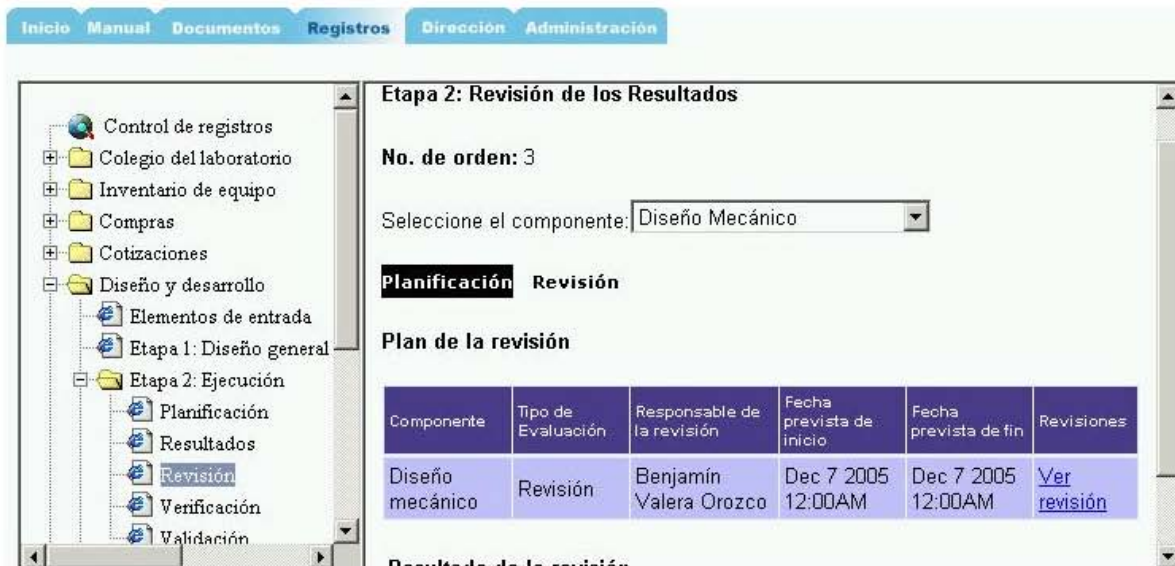 Inicio Manual Documentos Registros Dirección Administración
Control de registros
Colegio del laboratorio
Inventario de equipo
Compras
Cotizaciones
Diseño y desarrollo
Elementos de entrada
Etapa 1: Diseño general
Etapa 2: Ejecución
Planificación
Resultados
Revisión
Verificación
Validación
Etapa 2: Revisión de los Resultados
No. de orden: 3
Seleccione el componente: Diseño Mecánico
Planificación Revisión
Plan de la revisión
Componente
Tipo de
Evaluación
Responsable de
la revisión
Fecha
prevista de
inicio
Fecha
prevista de fin
Revisiones
Diseño
mecánico
Revisión
Benjamín
Valera Orozco
Dec 7 2005
12:00AM
Dec 7 2005
12:00AM
Ver
revisión
Resultado de la revisión